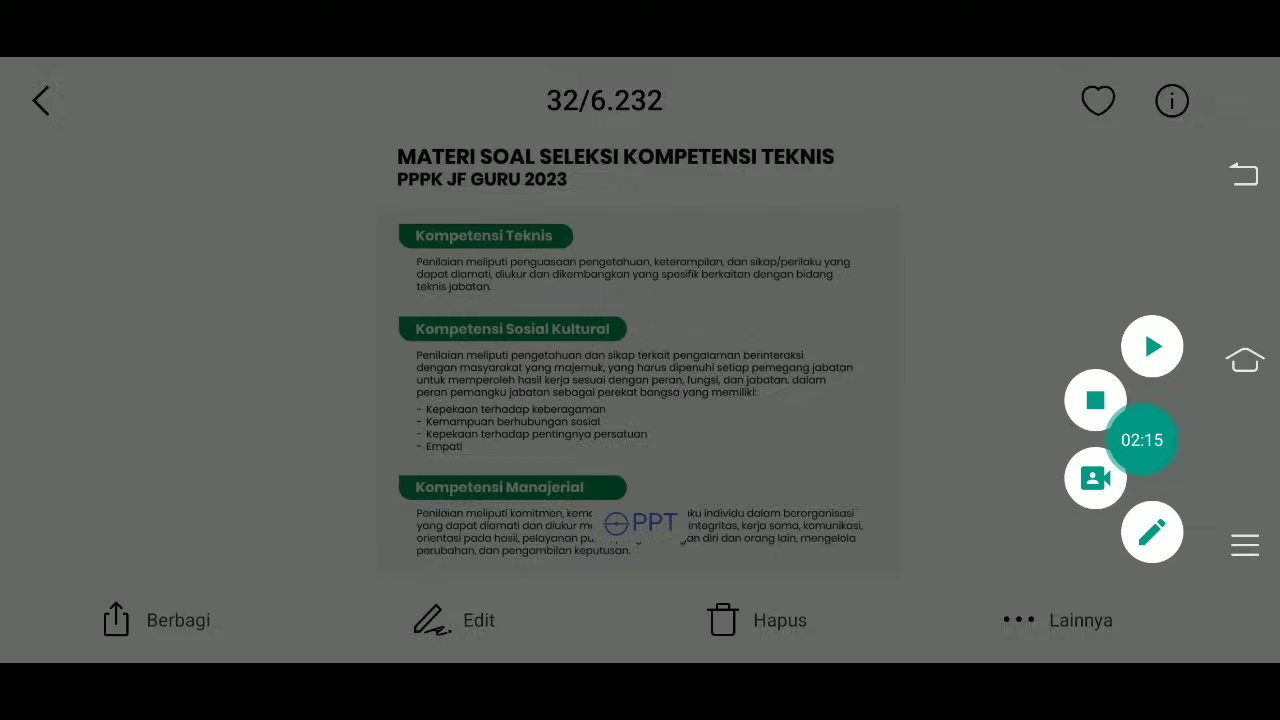 32/6.232
MATERI SOAL SELEKSI KOMPETENSI TEKNIS
PPPK JF GURU 2023
Kompetensi Teknis
Penilaian meliputi penguasaan pengetahuan, keterampilan, dan sikap/perilaku yang
dapat diamati, diukur dan dikembangkan yang spesifik berkaitan dengan bidang
teknis jabatan.
Kompetensi Sosial Kultural
Penilaian meliputi pengetahuan dan sikap terkait pengalaman berinteraksi
dengan masyarakat yang majemuk, yang harus dipenuhi setiap pemegang jabatan
untuk memperoleh hasil kerja sesuai dengan peran, fungsi, dan jabatan. dalam
peran pemangku jabatan sebagai perekat bangsa yang memiliki:
- Kepekaan terhadap keberagaman
- Kemampuan berhubungan sosial
- Kepekaan terhadap pentingnya persatuan
- Empati
Kompetensi Manajerial
Penilaian meliputi komitmen, individu dalam berorganisasi
yang dapat diamati dan diukur integritas, kerja sama, komunikasi,
orientasi pada hasil, pelayanan diri dan orang lain, mengelola
perubahan, dan pengambilan keputusan.
PPT
02:15
Berbagi
Edit
Hapus
Lainnya